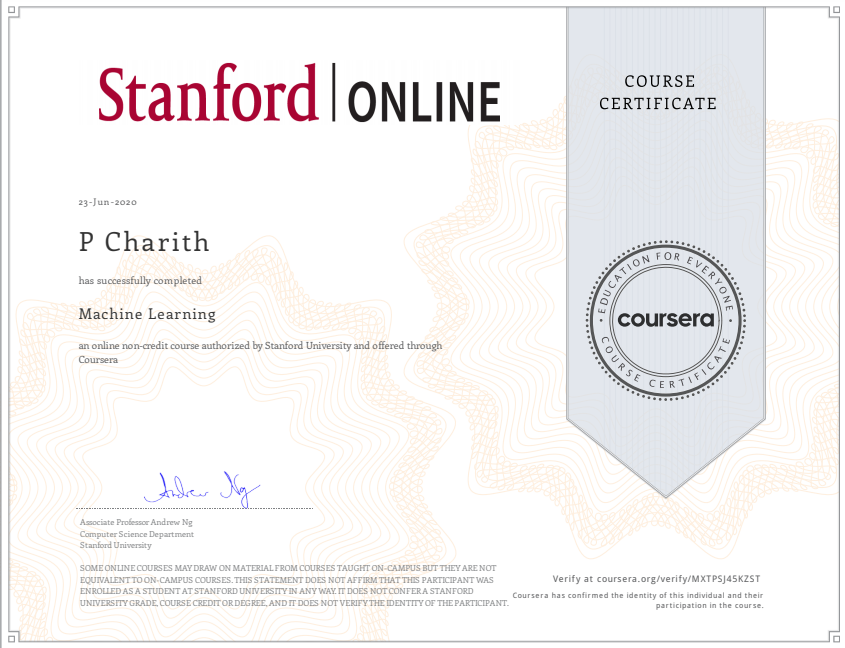 Stanford | ONLINE
COURSE
CERTIFICATE
23-Jun-2020
P Charith
has successfully completed
Machine Learning
an online non-credit course authorized by Stanford University and offered through
Coursera
EDUCATION FOR EVERYONE
coursera
COURSE CERTIFICATE
Andrew Ng
Associate Professor Andrew Ng
Computer Science Department
Stanford University
SOME ONLINE COURSES MAY DRAW ON MATERIAL FROM COURSES TAUGHT ON-CAMPUS BUT THEY ARE NOT
EQUIVALENT TO ON-CAMPUS COURSES. THIS STATEMENT DOES NOT AFFIRM THAT THIS PARTICIPANT WAS
ENROLLED AS A STUDENT AT STANFORD UNIVERSITY IN ANY WAY. IT DOES NOT CONFER A STANFORD
UNIVERSITY GRADE, COURSE CREDIT OR DEGREE, AND IT DOES NOT VERIFY THE IDENTITY OF THE PARTICIPANT.
Verify at coursera.org/verify/MXTPSJ45KZST
Coursera has confirmed the identity of this individual and their
participation in the course.